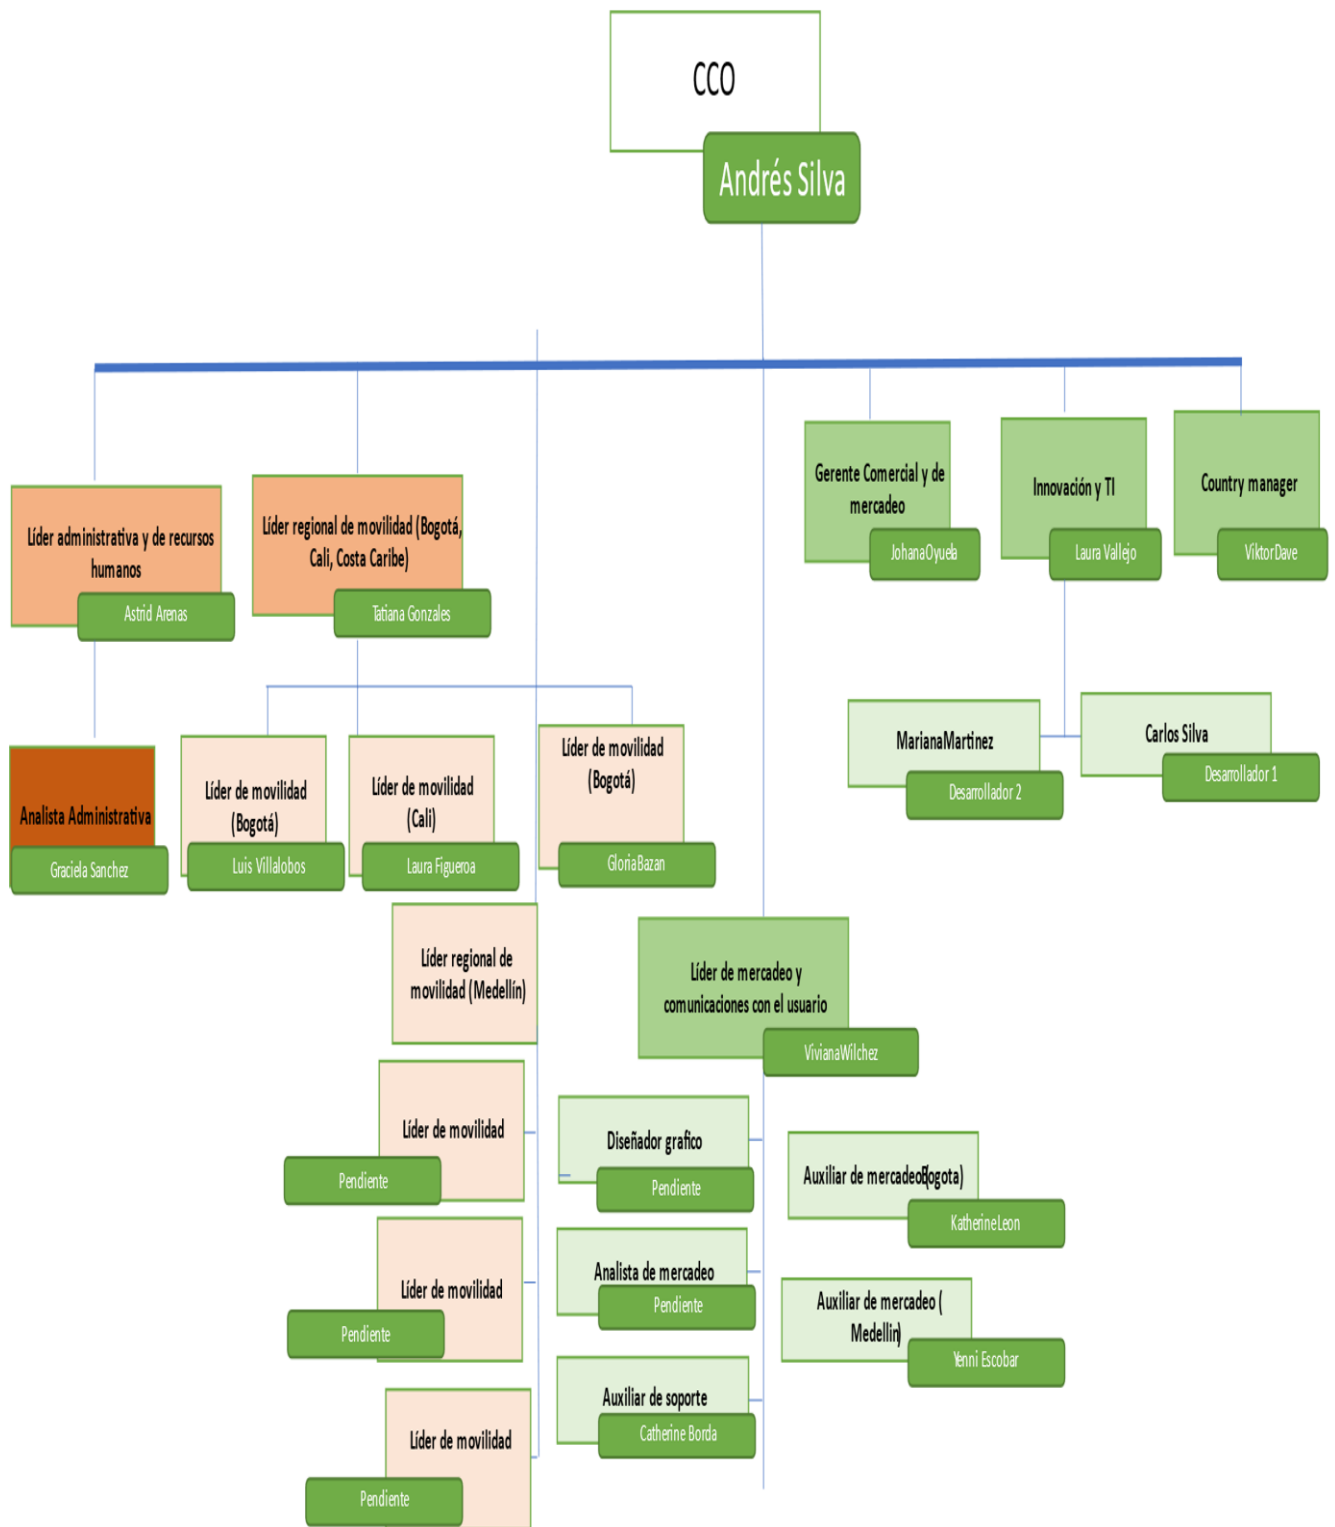 CCO
Andrés Silva
Líder administrativa y de recursos
humanos
Astrid Arenas
Líder regional de movilidad (Bogotá,
Cali, Costa Caribe)
Tatiana Gonzales
Gerente Comercial y de
mercadeo
JohanaOyuela
Innovación y TI
Laura Vallejo
Country manager
ViktorDave
Analista Administrativa
Graciela Sanchez
Líder de movilidad
(Bogotá)
Luis Villalobos
Líder de movilidad
(Cali)
Laura Figueroa
Líder de movilidad
(Bogotá)
GloriaBazan
MarianaMartinez
Desarrollador 2
Carlos Silva
Desarrollador 1
Líder regional de
movilidad (Medellín)
Líder de mercadeo y
comunicaciones con el usuario
VivianaWilchez
Líder de movilidad
Pendiente
Diseñador grafico
Pendiente
Auxiliar de mercadeo(Bogota)
KatherineLeon
Líder de movilidad
Pendiente
Analista de mercadeo
Pendiente
Auxiliar de mercadeo (
Medellin)
Yenni Escobar
Auxiliar de soporte
Catherine Borda
Líder de movilidad
Pendiente